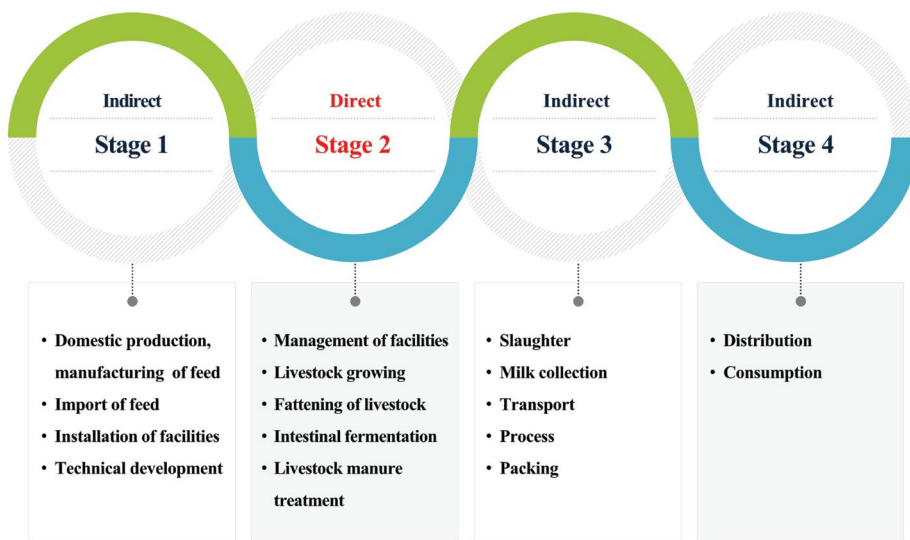 Indirect
Stage 1
Direct
Stage 2
Indirect
Stage 3
Indirect
Stage 4
• Domestic production,
manufacturing of feed
• Import of feed
• Installation of facilities
• Technical development
• Management of facilities
• Livestock growing
• Fattening of livestock
• Intestinal fermentation
• Livestock manure
treatment
• Slaughter
• Milk collection
• Transport
• Process
• Packing
• Distribution
• Consumption